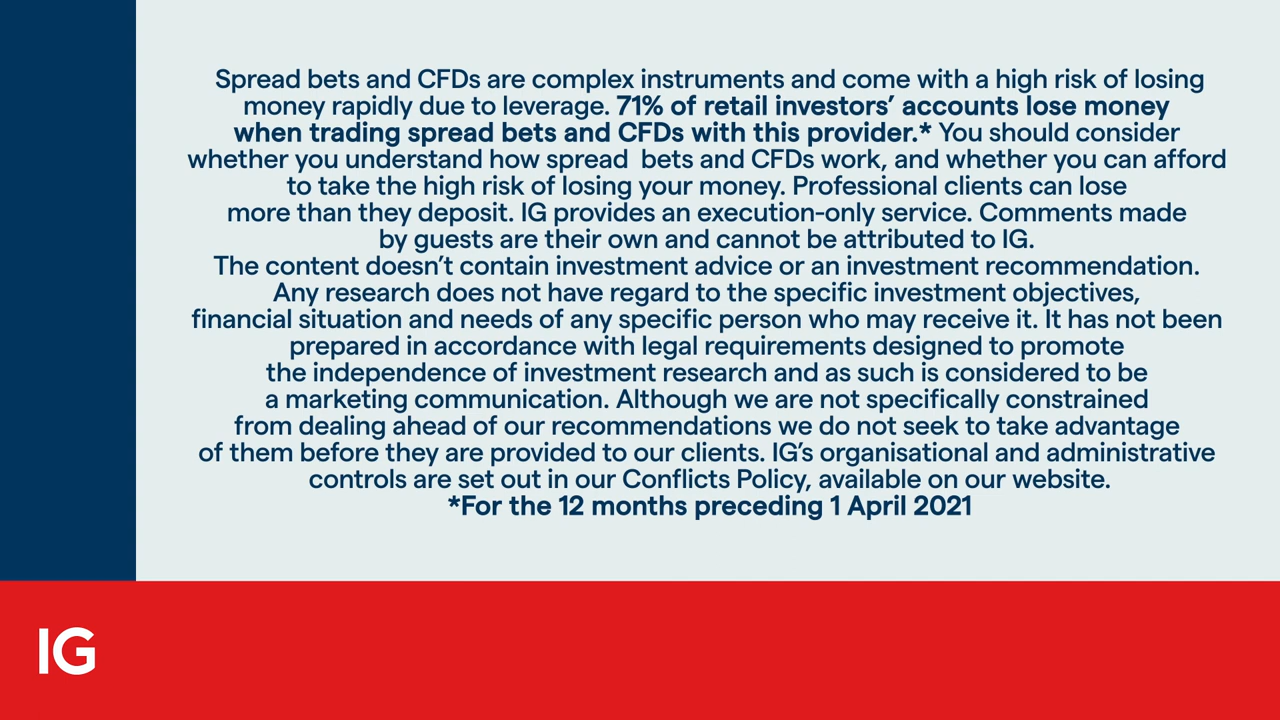 Spread bets and CFDs are complex instruments and come with a high risk of losing
money rapidly due to leverage. 71% of retail investors’ accounts lose money
when trading spread bets and CFDs with this provider.* You should consider
whether you understand how spread  bets and CFDs work, and whether you can afford
to take the high risk of losing your money. Professional clients can lose
more than they deposit. IG provides an execution-only service. Comments made
by guests are their own and cannot be attributed to IG.
The content doesn’t contain investment advice or an investment recommendation.
Any research does not have regard to the specific investment objectives,
financial situation and needs of any specific person who may receive it. It has not been
prepared in accordance with legal requirements designed to promote
the independence of investment research and as such is considered to be
a marketing communication. Although we are not specifically constrained
from dealing ahead of our recommendations we do not seek to take advantage
of them before they are provided to our clients. IG’s organisational and administrative
controls are set out in our Conflicts Policy, available on our website.
*For the 12 months preceding 1 April 2021
IG